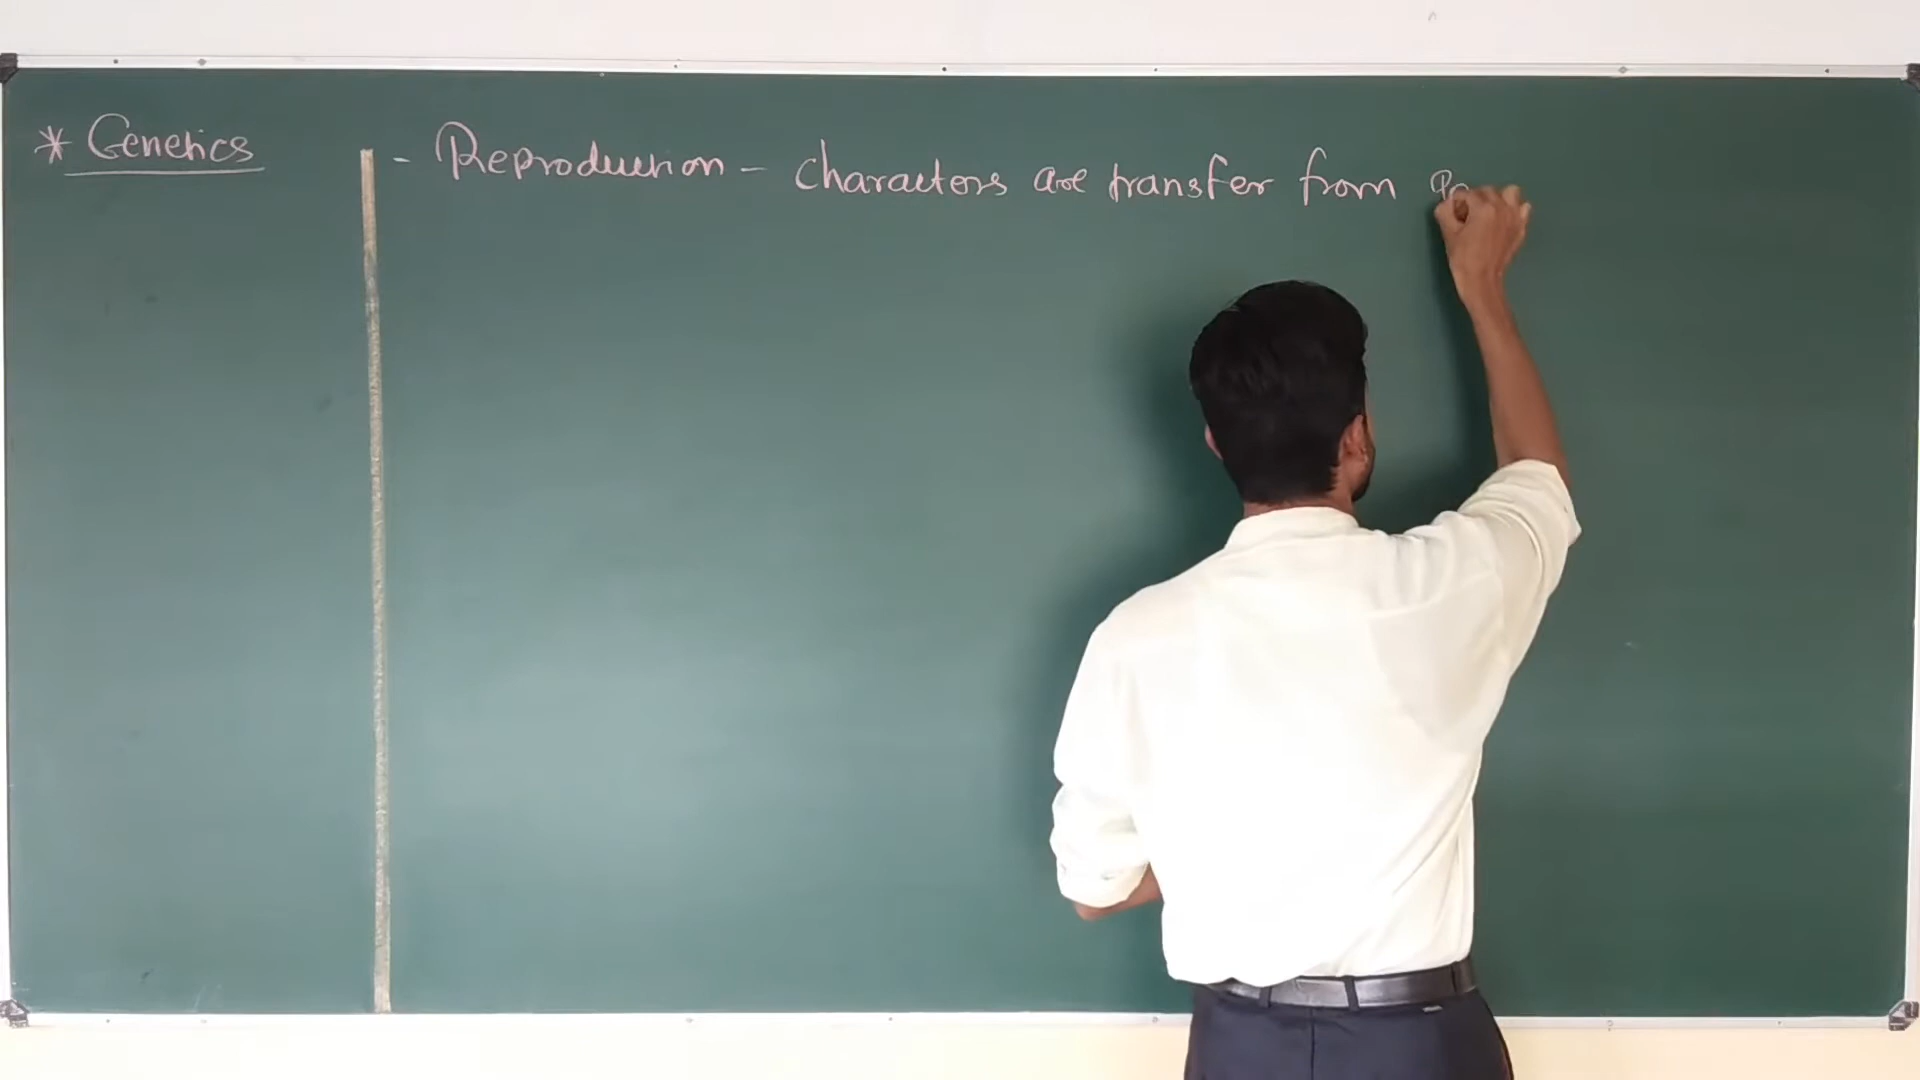 * Genetics
- Reproduction - characters are transfer from